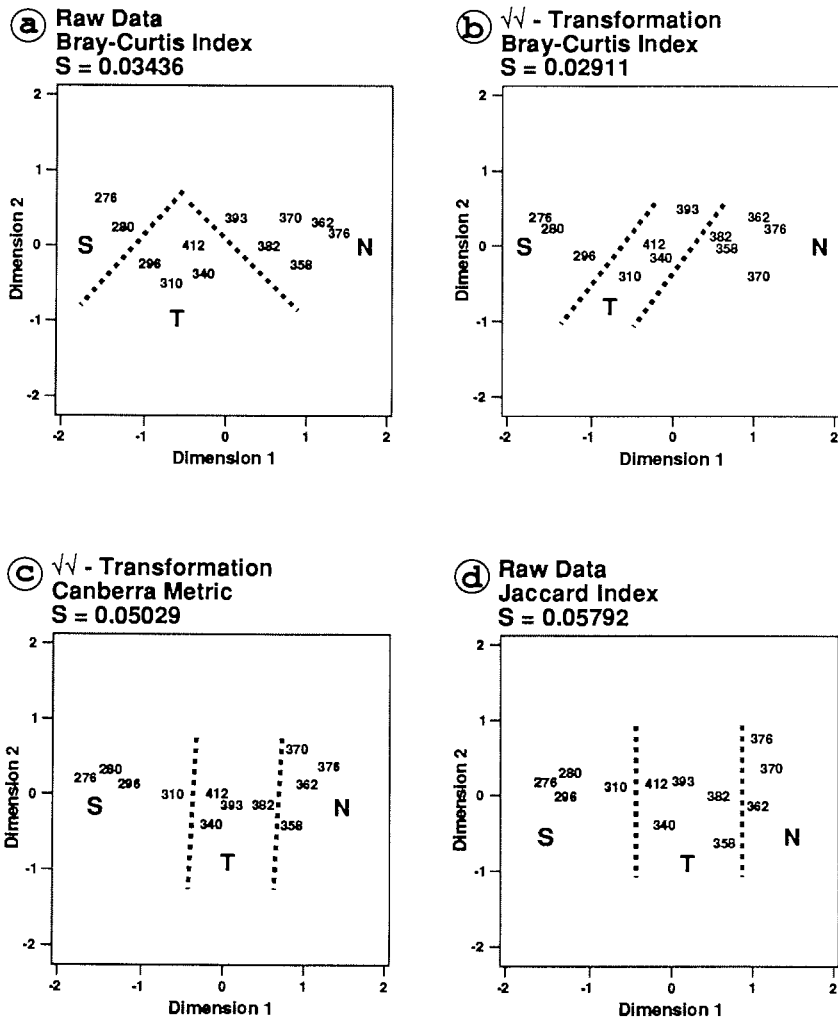 a Raw Data
Bray-Curtis Index
S = 0.03436
2
1
0
-1
-2
Dimension 2
276
280
S
296
310
412
340
T
393
370
362
376
382
358
N
-2 -1 0 1 2
Dimension 1
b √√ - Transformation
Bray-Curtis Index
S = 0.02911
2
1
0
-1
-2
Dimension 2
276
280
S
296
393
412
340
310
T
382
358
362
276
370
N
-2 -1 0 1 2
Dimension 1
c √√ - Transformation
Canberra Metric
S = 0.05029
2
1
0
-1
-2
Dimension 2
280
276
296
S
310
412
393
382
340
T
370
376
362
358
N
-2 -1 0 1 2
Dimension 1
d Raw Data
Jaccard Index
S = 0.05792
2
1
0
-1
-2
Dimension 2
280
276
296
S
310
412
393
382
340
358
T
376
370
362
N
-2 -1 0 1 2
Dimension 1